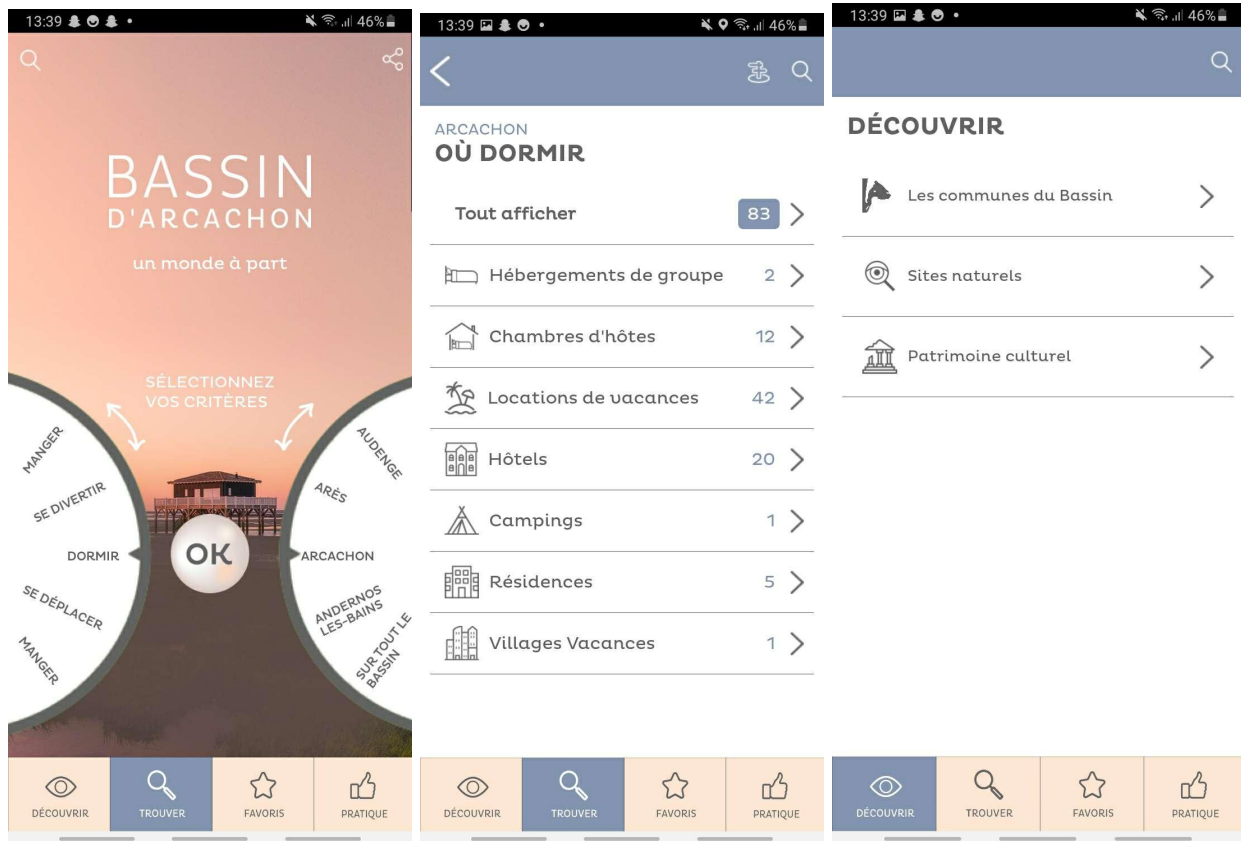 13:39
46%
BASSIN
D'ARCACHON
un monde à part
SÉLECTIONNEZ
VOS CRITÈRES
MANGER
SE DIVERTIR
DORMIR
SE DÉPLACER
MANGER
OK
AUDENGE
ARÈS
ARCACHON
ANDERNOS
LES-BAINS
SUR TOUT LE
BASSIN
DÉCOUVRIR
TROUVER
FAVORIS
PRATIQUE
13:39
46%
ARCACHON
OÙ DORMIR
Tout afficher 83
Hébergements de groupe 2
Chambres d'hôtes 12
Locations de vacances 42
Hôtels 20
Campings 1
Résidences 5
Villages Vacances 1
DÉCOUVRIR
TROUVER
FAVORIS
PRATIQUE
13:39
46%
DÉCOUVRIR
Les communes du Bassin
Sites naturels
Patrimoine culturel
DÉCOUVRIR
TROUVER
FAVORIS
PRATIQUE